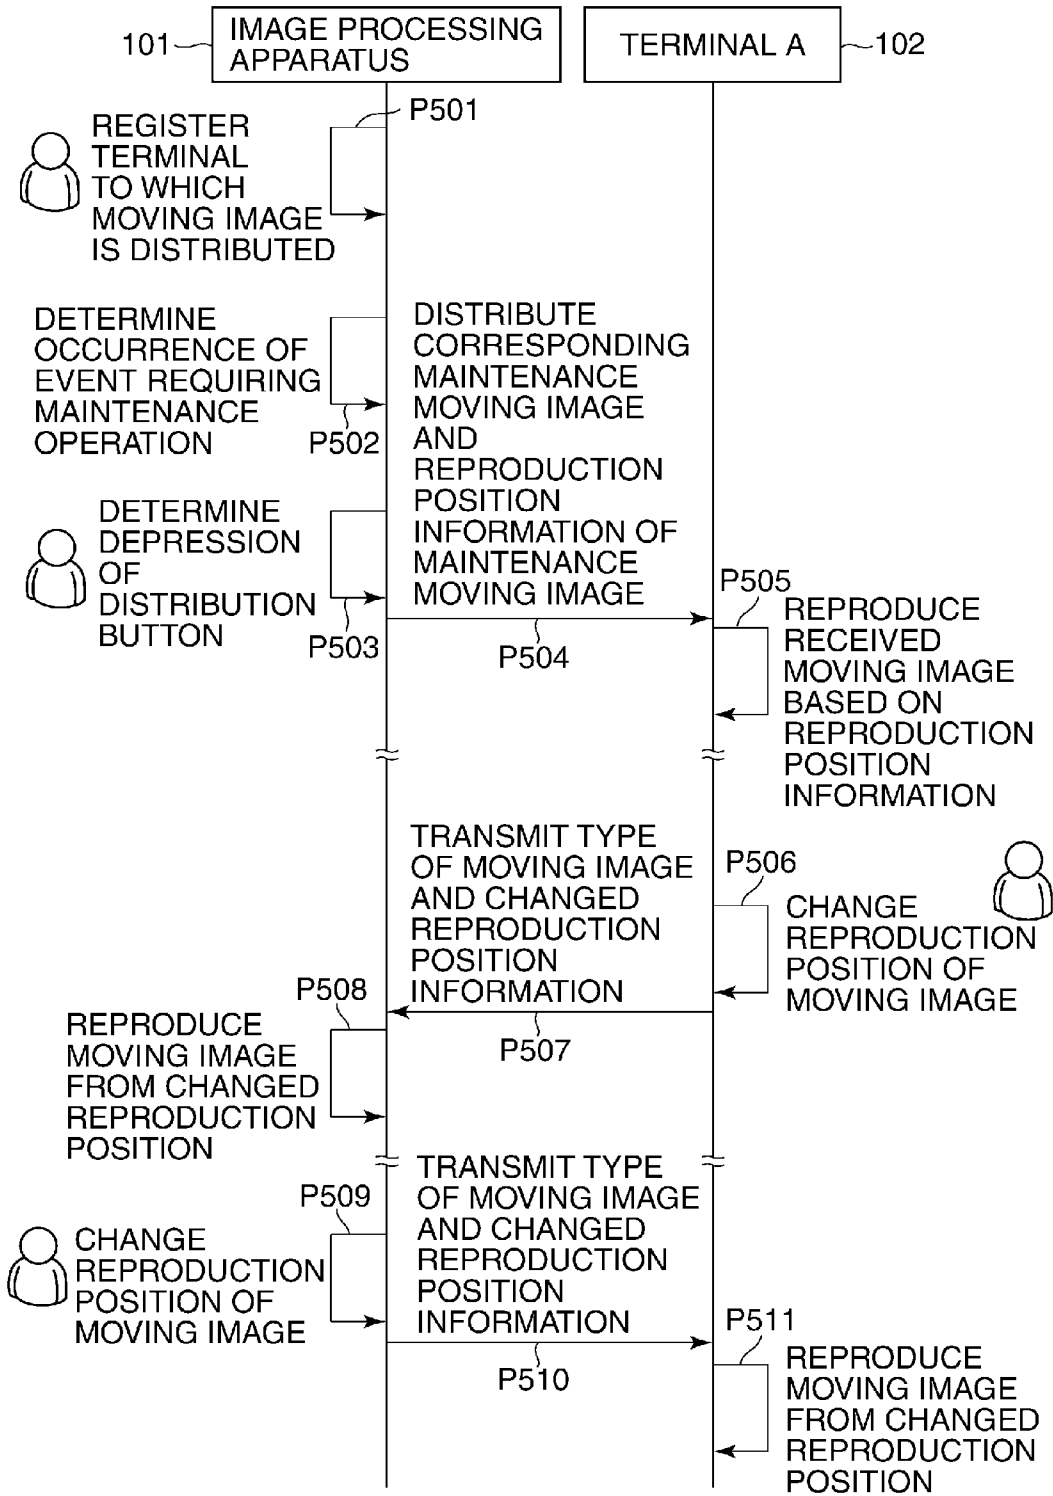 IMAGE PROCESSING
APPARATUS
101
TERMINAL A
102
P501
REGISTER
TERMINAL
TO WHICH
MOVING IMAGE
IS DISTRIBUTED
DETERMINE
OCCURRENCE OF
EVENT REQUIRING
MAINTENANCE
OPERATION
P502
DISTRIBUTE
CORRESPONDING
MAINTENANCE
MOVING IMAGE
AND
REPRODUCTION
POSITION
INFORMATION OF
MAINTENANCE
MOVING IMAGE
DETERMINE
DEPRESSION
OF
DISTRIBUTION
BUTTON
P503
P504
P505
REPRODUCE
RECEIVED
MOVING IMAGE
BASED ON
REPRODUCTION
POSITION
INFORMATION
TRANSMIT TYPE
OF MOVING IMAGE
AND CHANGED
REPRODUCTION
POSITION
INFORMATION
P506
CHANGE
REPRODUCTION
POSITION OF
MOVING IMAGE
P507
P508
REPRODUCE
MOVING IMAGE
FROM CHANGED
REPRODUCTION
POSITION
TRANSMIT TYPE
OF MOVING IMAGE
AND CHANGED
REPRODUCTION
POSITION
INFORMATION
P509
CHANGE
REPRODUCTION
POSITION OF
MOVING IMAGE
P510
P511
REPRODUCE
MOVING IMAGE
FROM CHANGED
REPRODUCTION
POSITION